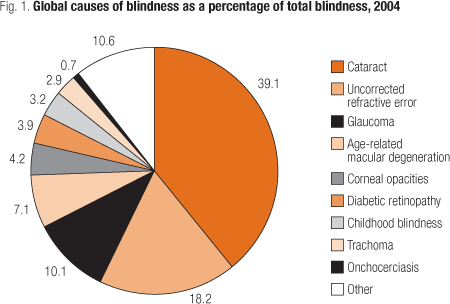 Fig. 1. Global causes of blindness as a percentage of total blindness, 2004
10.6
0.7
2.9
3.2
3.9
4.2
7.1
10.1
18.2
39.1
Cataract
Uncorrected
refractive error
Glaucoma
Age-related
macular degeneration
Corneal opacities
Diabetic retinopathy
Childhood blindness
Trachoma
Onchocerciasis
Other